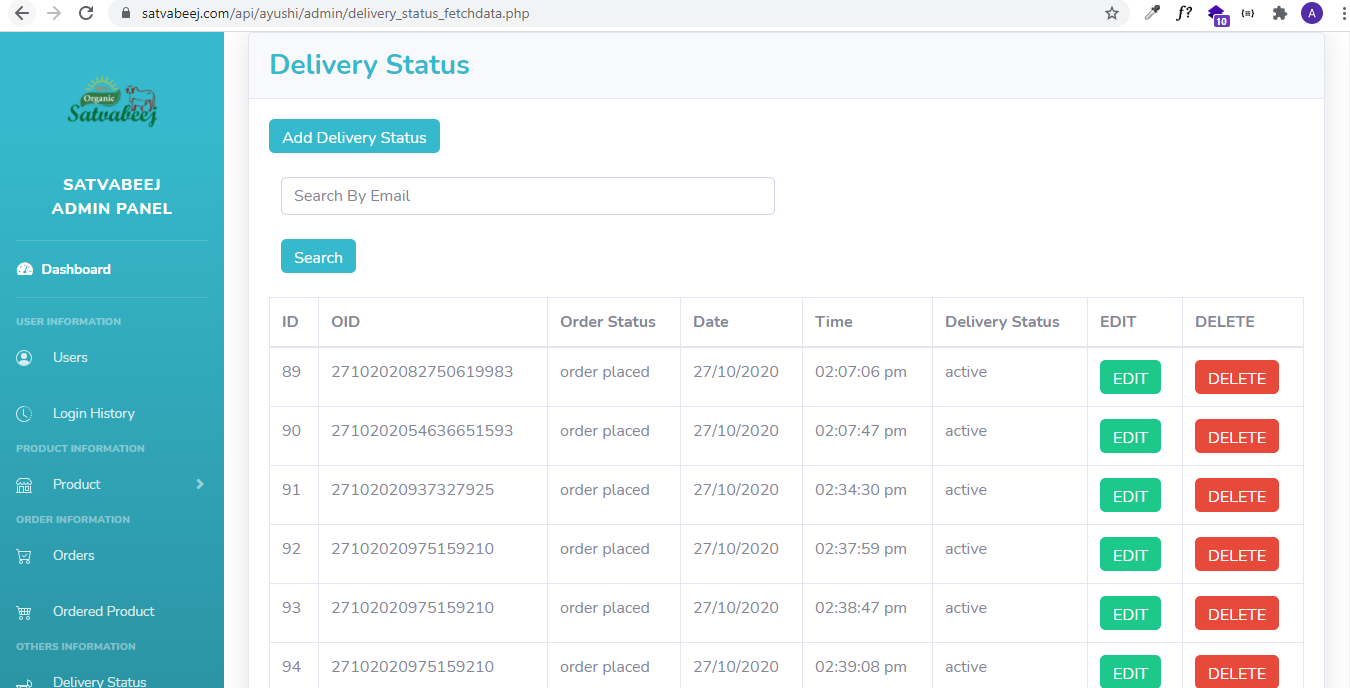 satvabeej.com/api/ayushi/admin/delivery_status_fetchdata.php
f?
10
{=}
A
Organic
Satvabeej
SATVABEEJ
ADMIN PANEL
Dashboard
USER INFORMATION
Users
Login History
PRODUCT INFORMATION
Product
ORDER INFORMATION
Orders
Ordered Product
OTHERS INFORMATION
Delivery Status
Delivery Status
Add Delivery Status
Search By Email
Search
ID OID Order Status Date Time Delivery Status EDIT DELETE
89 2710202082750619983 order placed 27/10/2020 02:07:06 pm active EDIT DELETE
90 2710202054636651593 order placed 27/10/2020 02:07:47 pm active EDIT DELETE
91 27102020937327925 order placed 27/10/2020 02:34:30 pm active EDIT DELETE
92 27102020975159210 order placed 27/10/2020 02:37:59 pm active EDIT DELETE
93 27102020975159210 order placed 27/10/2020 02:38:47 pm active EDIT DELETE
94 27102020975159210 order placed 27/10/2020 02:39:08 pm active EDIT DELETE